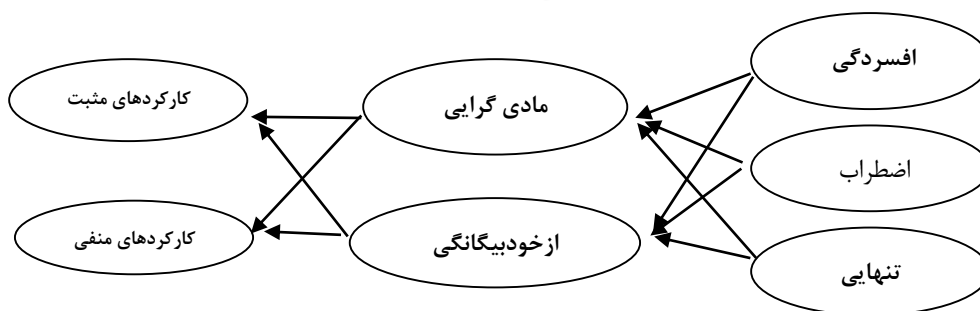 افسردگی
اضطراب
تنهایی
مادی گرایی
ازخودبیگانگی
کارکردهای مثبت
کارکردهای منفی